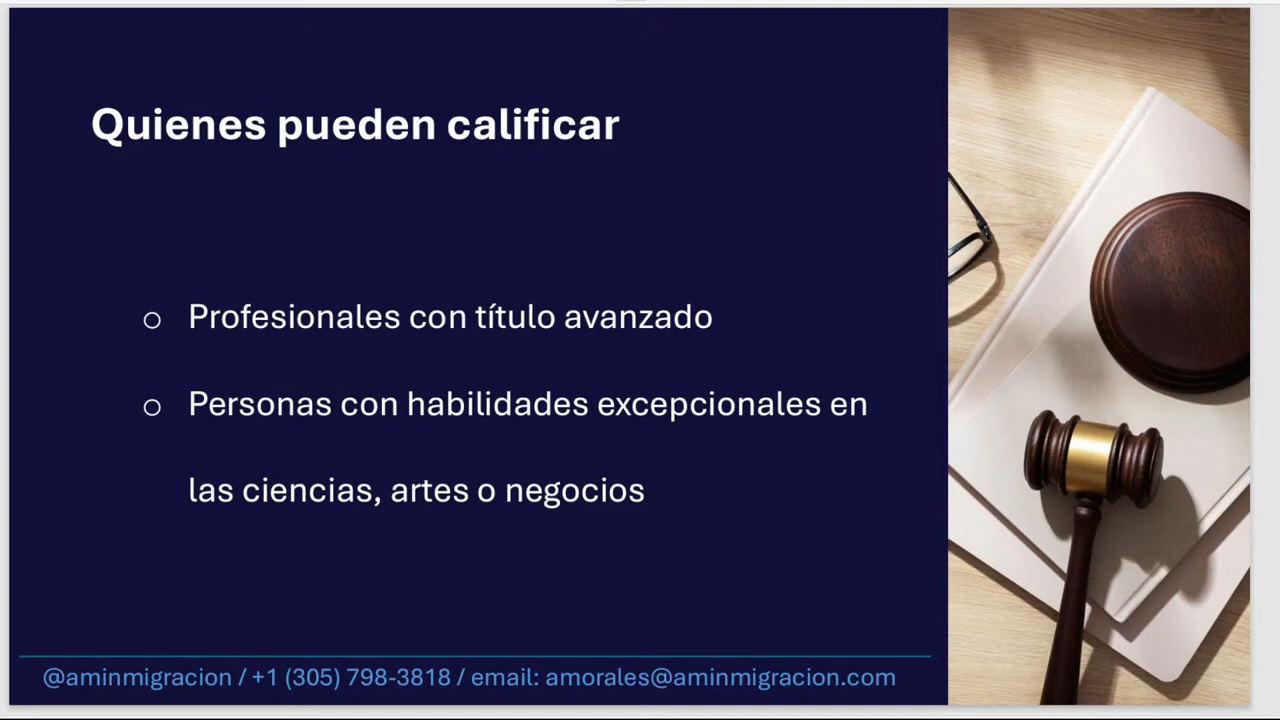 Quienes pueden calificar
o Profesionales con título avanzado
o Personas con habilidades excepcionales en
las ciencias, artes o negocios
@aminmigracion / +1 (305) 798-3818 / email: amorales@aminmigracion.com